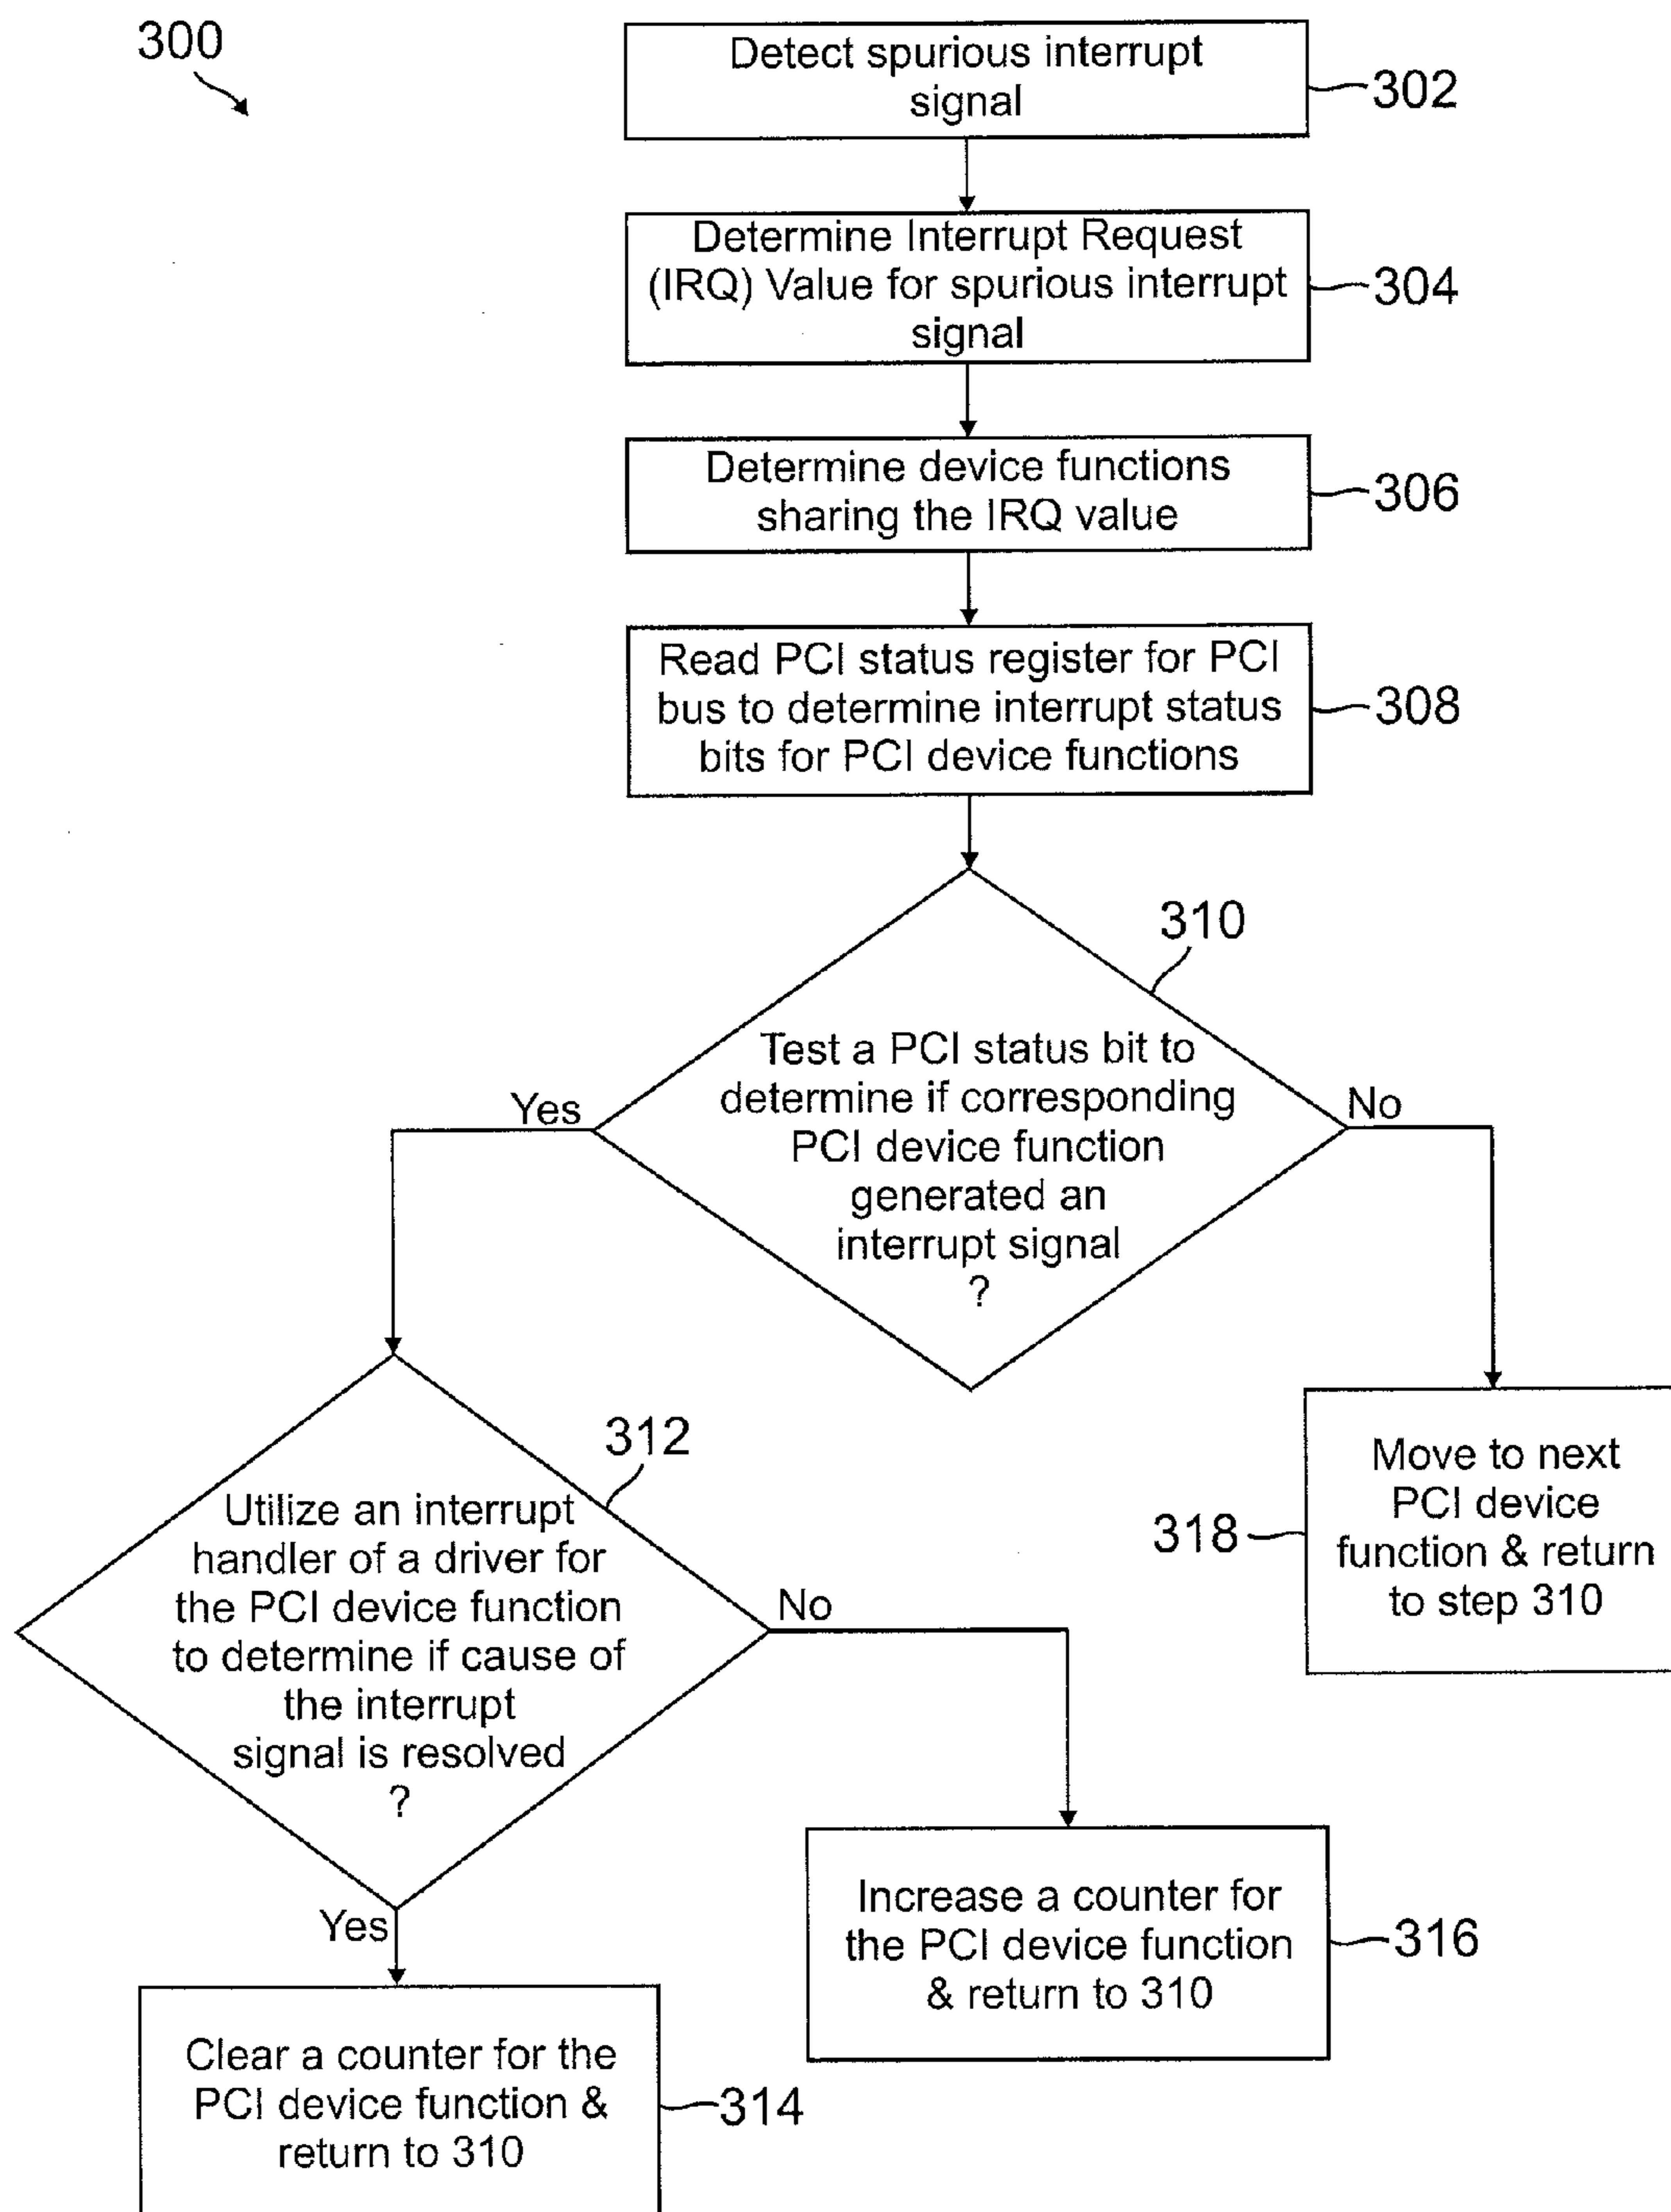 300
Detect spurious interrupt
signal
302
Determine Interrupt Request
(IRQ) Value for spurious interrupt
signal
304
Determine device functions
sharing the IRQ value
306
Read PCI status register for PCI
bus to determine interrupt status
bits for PCI device functions
308
310
Test a PCI status bit to
determine if corresponding
PCI device function
generated an
interrupt signal
?
Yes
No
312
Utilize an interrupt
handler of a driver for
the PCI device function
to determine if cause of
the interrupt
signal is resolved
?
No
Yes
Move to next
PCI device
function & return
to step 310
318
Increase a counter for
the PCI device function
& return to 310
316
Clear a counter for the
PCI device function &
return to 310
314